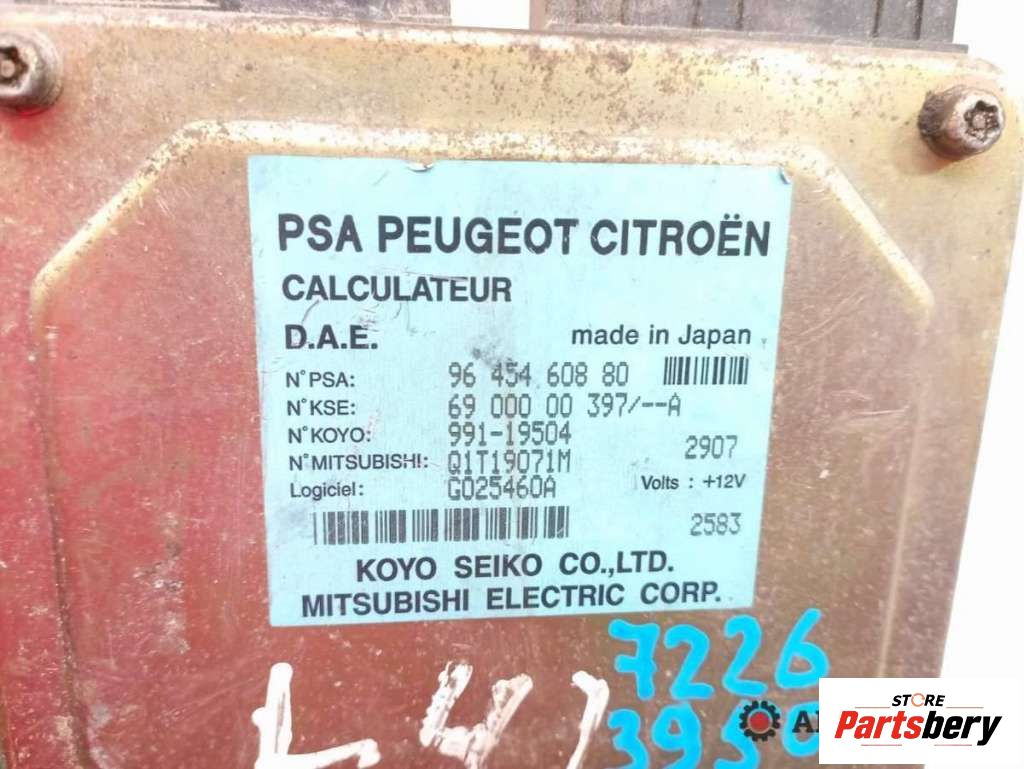 PSA PEUGEOT CITROËN
CALCULATEUR
D.A.E. made in Japan
N°PSA: 96 454 608 80
N°KSE: 69 000 00 397/--A
N°KOYO: 991-19504 2907
N°MITSUBISHI: Q1T19071M
Logiciel: G025460A Volts : +12V
2583
KOYO SEIKO CO.,LTD.
MITSUBISHI ELECTRIC CORP.
7226
STORE
Partsbery